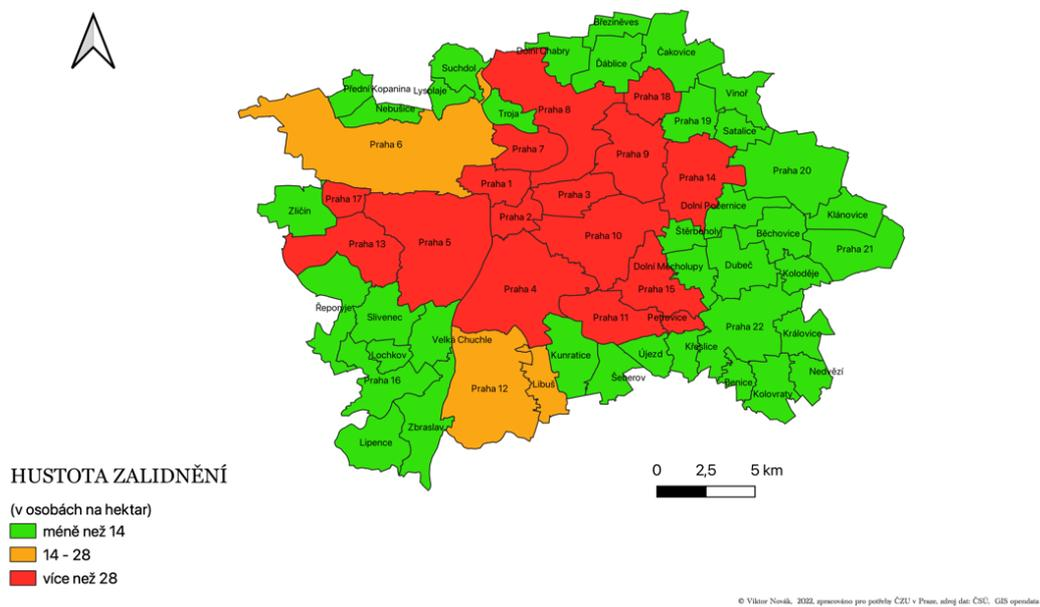 Březiněves
Dolní Chabry
Čakovice
Ďáblice
Suchdol
Přední Kopanina
Lysolaje
Nebušice
Praha 18
Vinoř
Troja
Praha 8
Praha 19
Satalice
Praha 6
Praha 7
Praha 9
Praha 14
Praha 20
Praha 1
Praha 17
Praha 3
Dolní Počernice
Zličín
Praha 2
Klánovice
Štěrboholy
Běchovice
Praha 13
Praha 5
Praha 10
Praha 21
Dolní Měcholupy
Dubeč
Koloděje
Praha 4
Praha 15
Řeporyje
Slivenec
Praha 11
Petrovice
Praha 22
Královice
Velká Chuchle
Lochkov
Kunratice
Újezd
Křeslice
Nedvězí
Praha 16
Praha 12
Libuš
Šeberov
Benice
Kolovraty
Zbraslav
Lipence
HUSTOTA ZALIDNĚNÍ
(v osobách na hektar)
méně než 14
14 - 28
více než 28
0 2,5 5 km
© Viktor Novák, 2022, zpracováno pro potřeby ČZU v Praze, zdroj dat: ČSÚ, GIS opendata